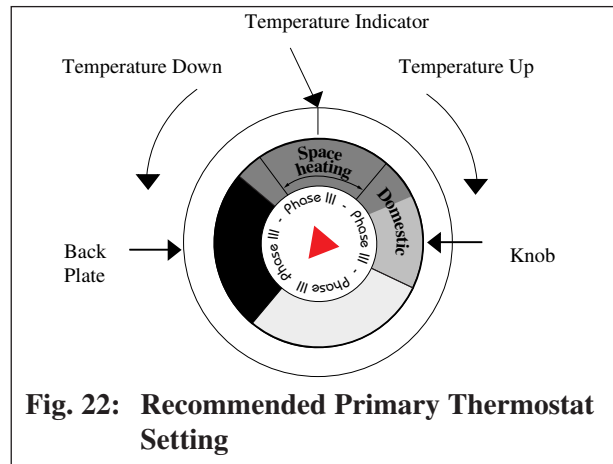 Temperature Indicator
Temperature Down
Temperature Up
Space
heating
Domestic
Phase III - Phase III - Phase III - Phase III -
Back
Plate
Knob
Fig. 22: Recommended Primary Thermostat
Setting